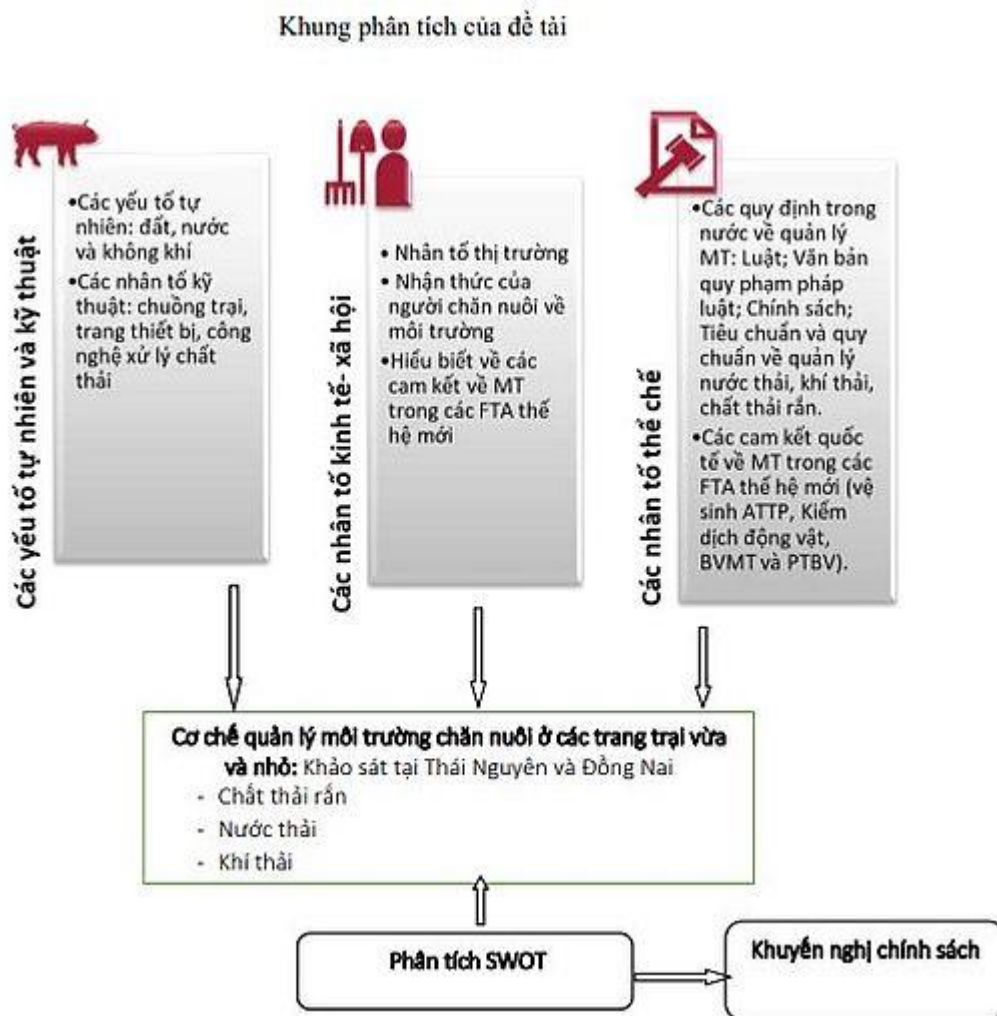 Khung phân tích của đề tài
Các yếu tố tự nhiên và kỹ thuật
•Các yếu tố tự
nhiên: đất, nước
và không khí
•Các nhân tố kỹ
thuật: chuồng trại,
trang thiết bị, công
nghệ xử lý chất
thải
Các nhân tố kinh tế- xã hội
• Nhân tố thị trường
• Nhận thức của
người chăn nuôi về
môi trường
•Hiểu biết về các
cam kết về MT
trong các FTA thế
hệ mới
Các nhân tố thể chế
•Các quy định trong
nước về quản lý
MT: Luật; Văn bản
quy phạm pháp
luật; Chính sách;
Tiêu chuẩn và quy
chuẩn về quản lý
nước thải, khí thải,
chất thải rắn.
•Các cam kết quốc
tế về MT trong các
FTA thế hệ mới (vệ
sinh ATTP, Kiểm
dịch động vật,
BVMT và PTBV).
Cơ chế quản lý môi trường chăn nuôi ở các trang trại vừa
và nhỏ: Khảo sát tại Thái Nguyên và Đồng Nai
- Chất thải rắn
- Nước thải
- Khí thải
Phân tích SWOT
Khuyến nghị chính sách